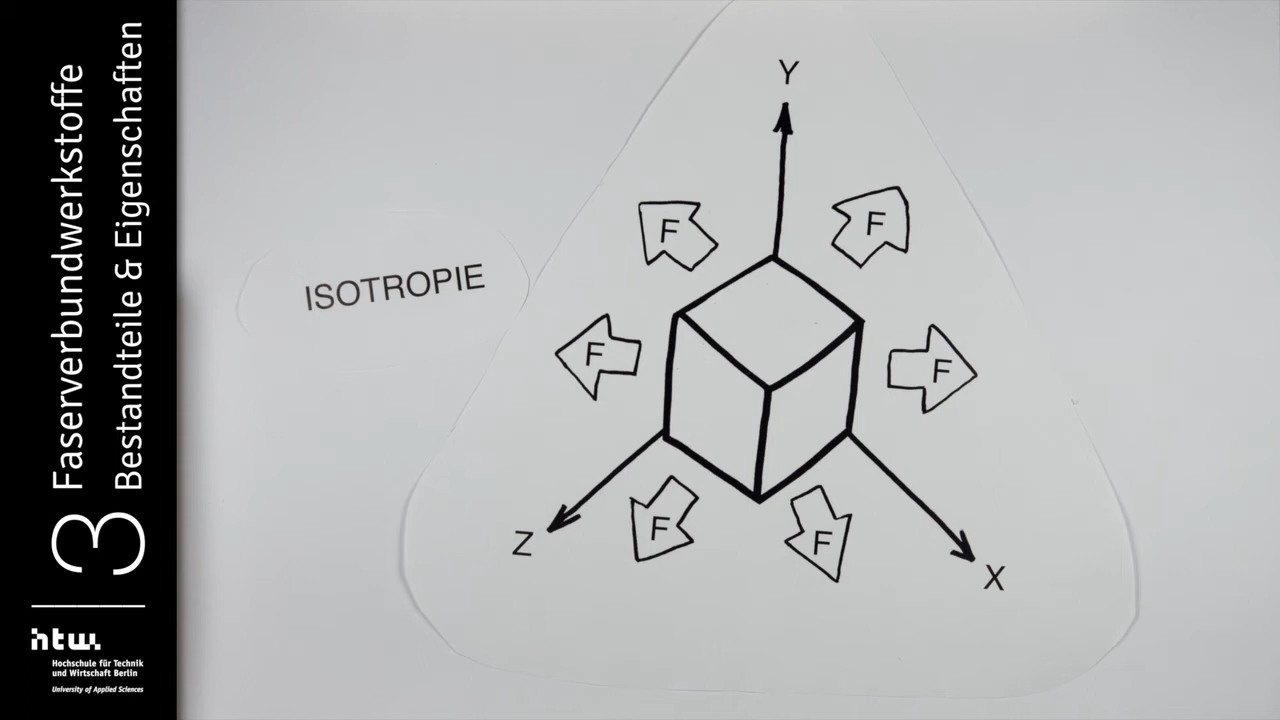 3
Faserverbundwerkstoffe
Bestandteile & Eigenschaften
htw.
Hochschule für Technik
und Wirtschaft Berlin
University of Applied Sciences
ISOTROPIE
Y
F
F
F
F
F
F
Z
X